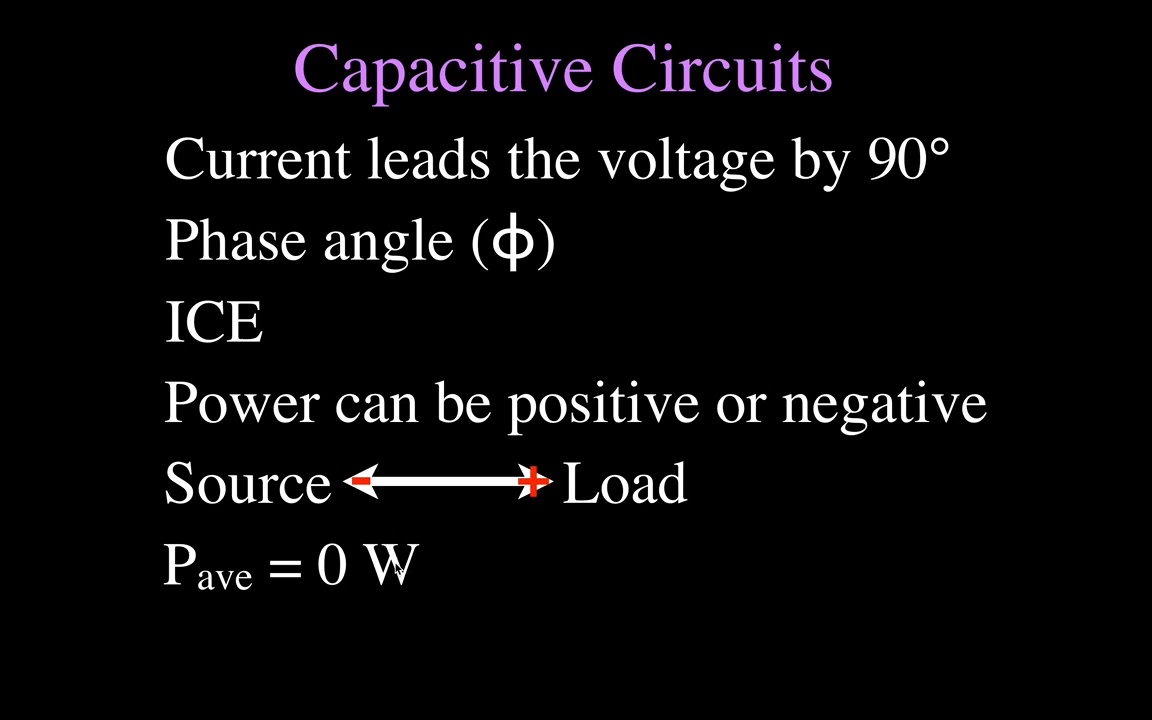 Capacitive Circuits
Current leads the voltage by 90°
Phase angle (ϕ)
ICE
Power can be positive or negative
Source - + Load
Pave = 0 W